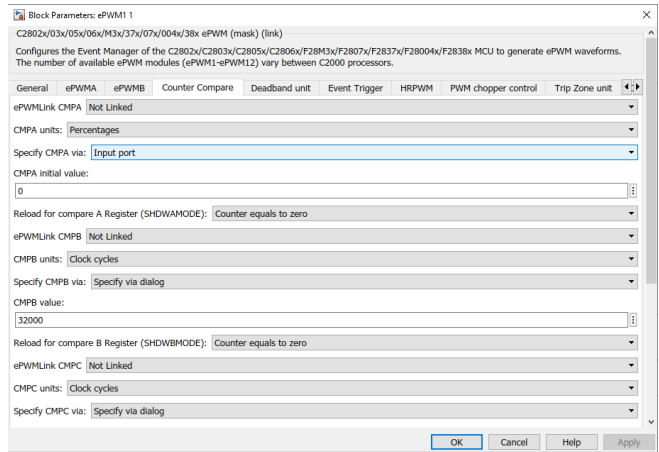 Block Parameters: ePWM1 1
C2802x/03x/05x/06x/M3x/37x/07x/004x/38x ePWM (mask) (link)
Configures the Event Manager of the C2802x/C2803x/C2805x/C2806x/F28M3x/F2807x/F2837x/F28004x/F2838x MCU to generate ePWM waveforms.
The number of available ePWM modules (ePWM1-ePWM12) vary between C2000 processors.
General ePWMA ePWMB Counter Compare Deadband unit Event Trigger HRPWM PWM chopper control Trip Zone unit
ePWMLink CMPA Not Linked
CMPA units: Percentages
Specify CMPA via: Input port
CMPA initial value:
0
Reload for compare A Register (SHDWAMODE): Counter equals to zero
ePWMLink CMPB Not Linked
CMPB units: Clock cycles
Specify CMPB via: Specify via dialog
CMPB value:
32000
Reload for compare B Register (SHDWBMODE): Counter equals to zero
ePWMLink CMPC Not Linked
CMPC units: Clock cycles
Specify CMPC via: Specify via dialog
OK Cancel Help Apply